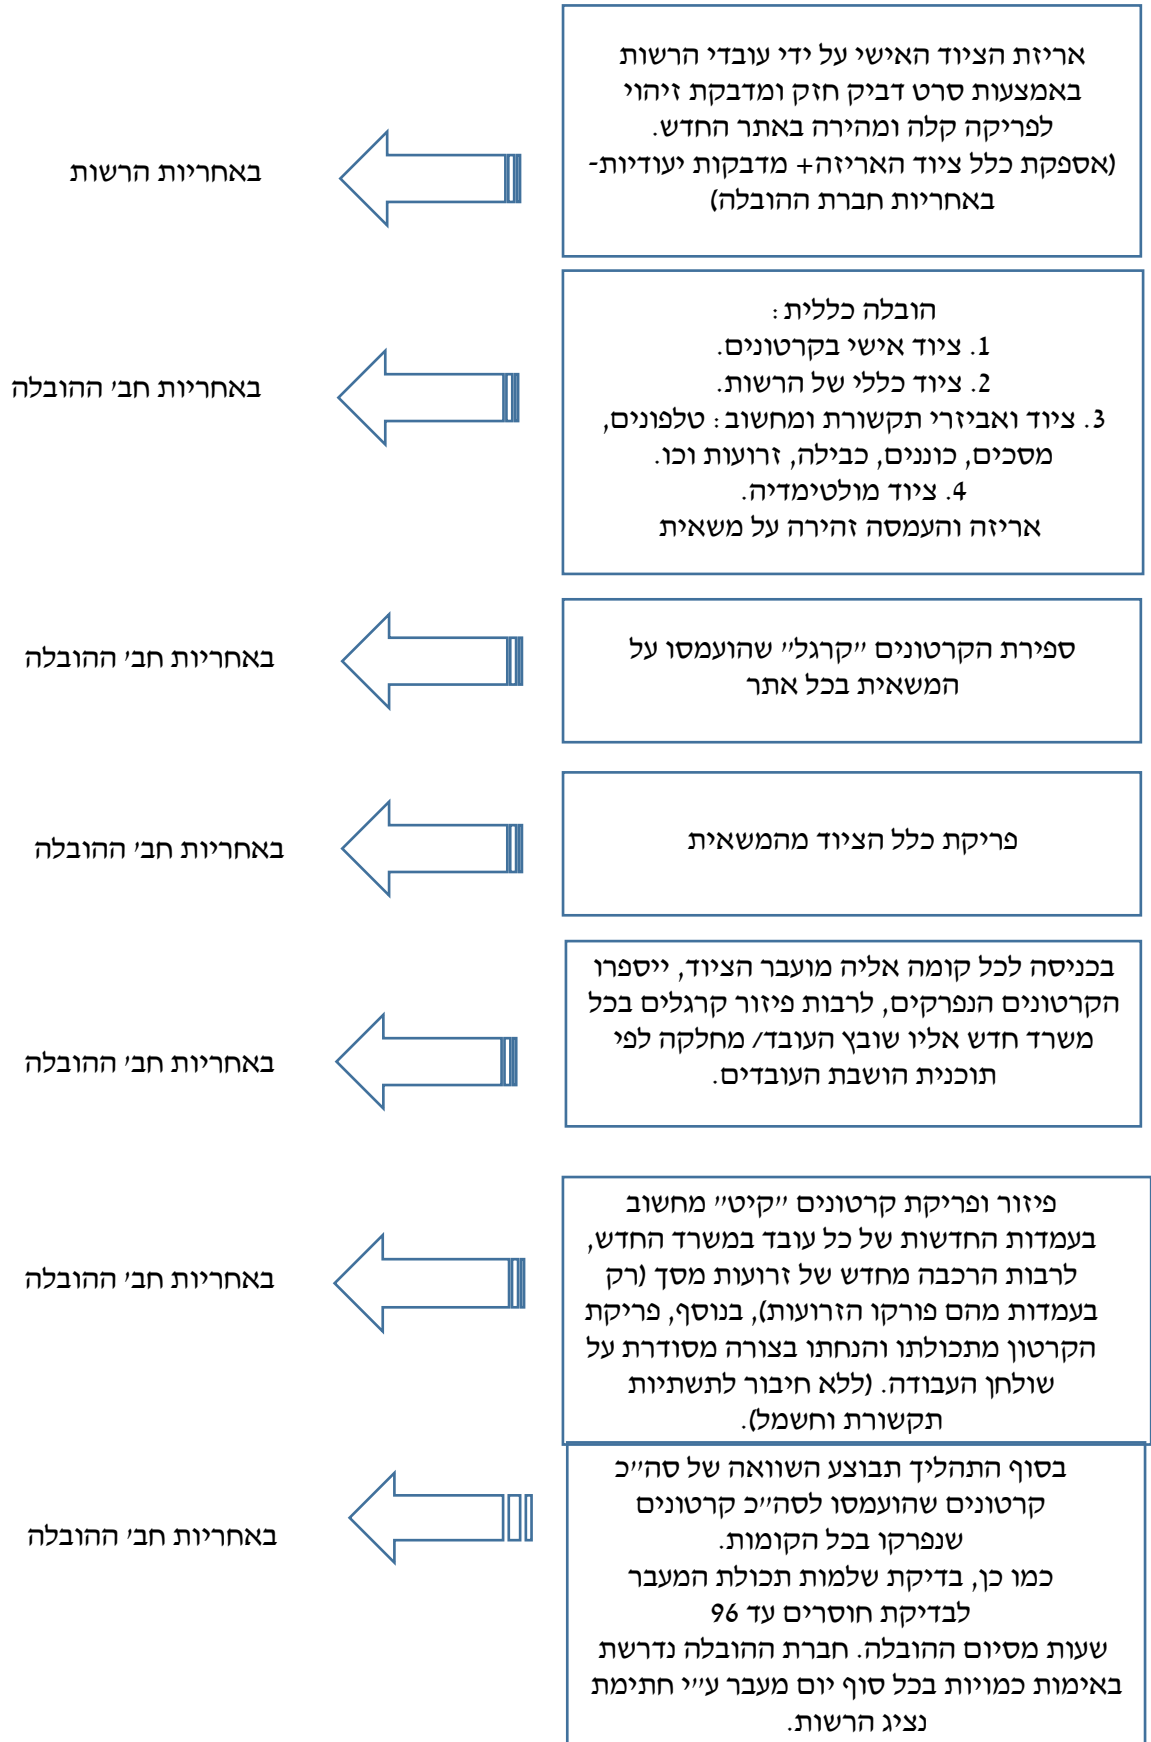 אריזת הציוד האישי על ידי עובדי הרשות
באמצעות סרט דביק חזק ומדבקת זיהוי
לפריקה קלה ומהירה באתר החדש.
(אספקת כלל ציוד האריזה+ מדבקות יעודיות-
באחריות חברת ההובלה)
באחריות הרשות
הובלה כללית:
1. ציוד אישי בקרטונים.
2. ציוד כללי של הרשות.
3. ציוד ואביזרי תקשורת ומחשוב: טלפונים,
מסכים, כוננים, כבילה, זרועות וכו.
4. ציוד מולטימדיה.
אריזה והעמסה זהירה על משאית
באחריות חב' ההובלה
ספירת הקרטונים "קרגל" שהועמסו על
המשאית בכל אתר
באחריות חב' ההובלה
פריקת כלל הציוד מהמשאית
באחריות חב' ההובלה
בכניסה לכל קומה אליה מועבר הציוד, ייספרו
הקרטונים הנפרקים, לרבות פיזור קרגלים בכל
משרד חדש אליו שובץ העובד/ מחלקה לפי
תוכנית הושבת העובדים.
באחריות חב' ההובלה
פיזור ופריקת קרטונים "קיט" מחשוב
בעמדות החדשות של כל עובד במשרד החדש,
לרבות הרכבה מחדש של זרועות מסך (רק
בעמדות מהם פורקו הזרועות), בנוסף, פריקת
הקרטון מתכולתו והנחתו בצורה מסודרת על
שולחן העבודה. (ללא חיבור לתשתיות
תקשורת וחשמל).
באחריות חב' ההובלה
בסוף התהליך תבוצע השוואה של סה"כ
קרטונים שהועמסו לסה"כ קרטונים
שנפרקו בכל הקומות.
כמו כן, בדיקת שלמות תכולת המעבר
לבדיקת חוסרים עד 96
שעות מסיום ההובלה. חברת ההובלה נדרשת
באימות כמויות בכל סוף יום מעבר ע"י חתימת
נציג הרשות.
באחריות חב' ההובלה